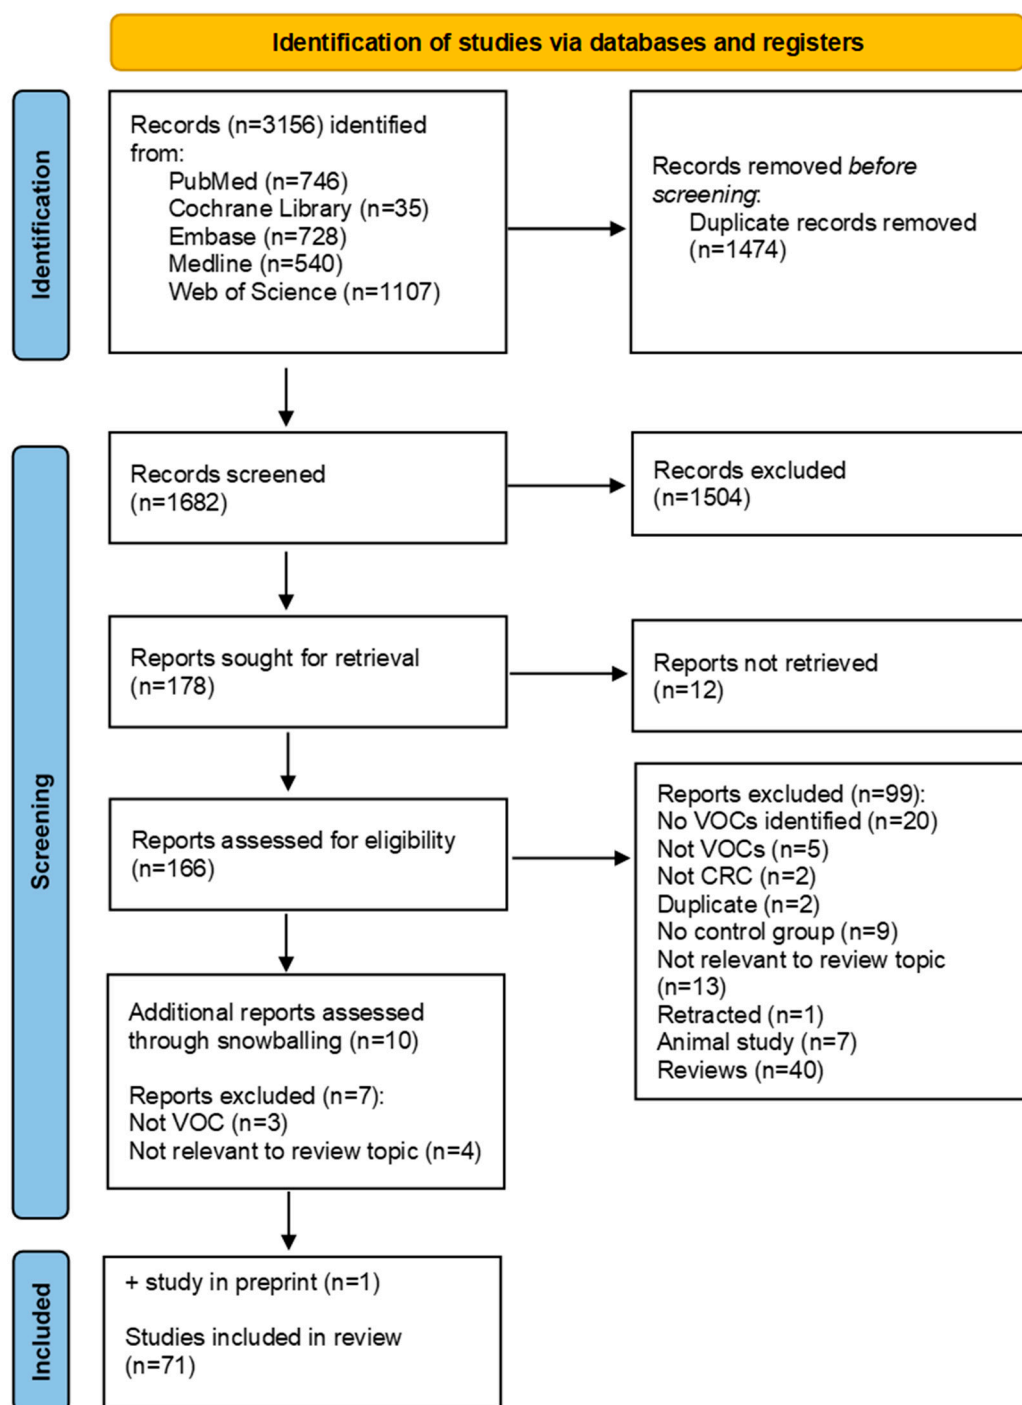 Identification of studies via databases and registers
Identification
Records (n=3156) identified
from:
PubMed (n=746)
Cochrane Library (n=35)
Embase (n=728)
Medline (n=540)
Web of Science (n=1107)
Records removed before
screening:
Duplicate records removed
(n=1474)
Screening
Records screened
(n=1682)
Records excluded
(n=1504)
Reports sought for retrieval
(n=178)
Reports not retrieved
(n=12)
Reports assessed for eligibility
(n=166)
Reports excluded (n=99):
No VOCs identified (n=20)
Not VOCs (n=5)
Not CRC (n=2)
Duplicate (n=2)
No control group (n=9)
Not relevant to review topic
(n=13)
Retracted (n=1)
Animal study (n=7)
Reviews (n=40)
Additional reports assessed
through snowballing (n=10)
Reports excluded (n=7):
Not VOC (n=3)
Not relevant to review topic (n=4)
Included
+ study in preprint (n=1)
Studies included in review
(n=71)